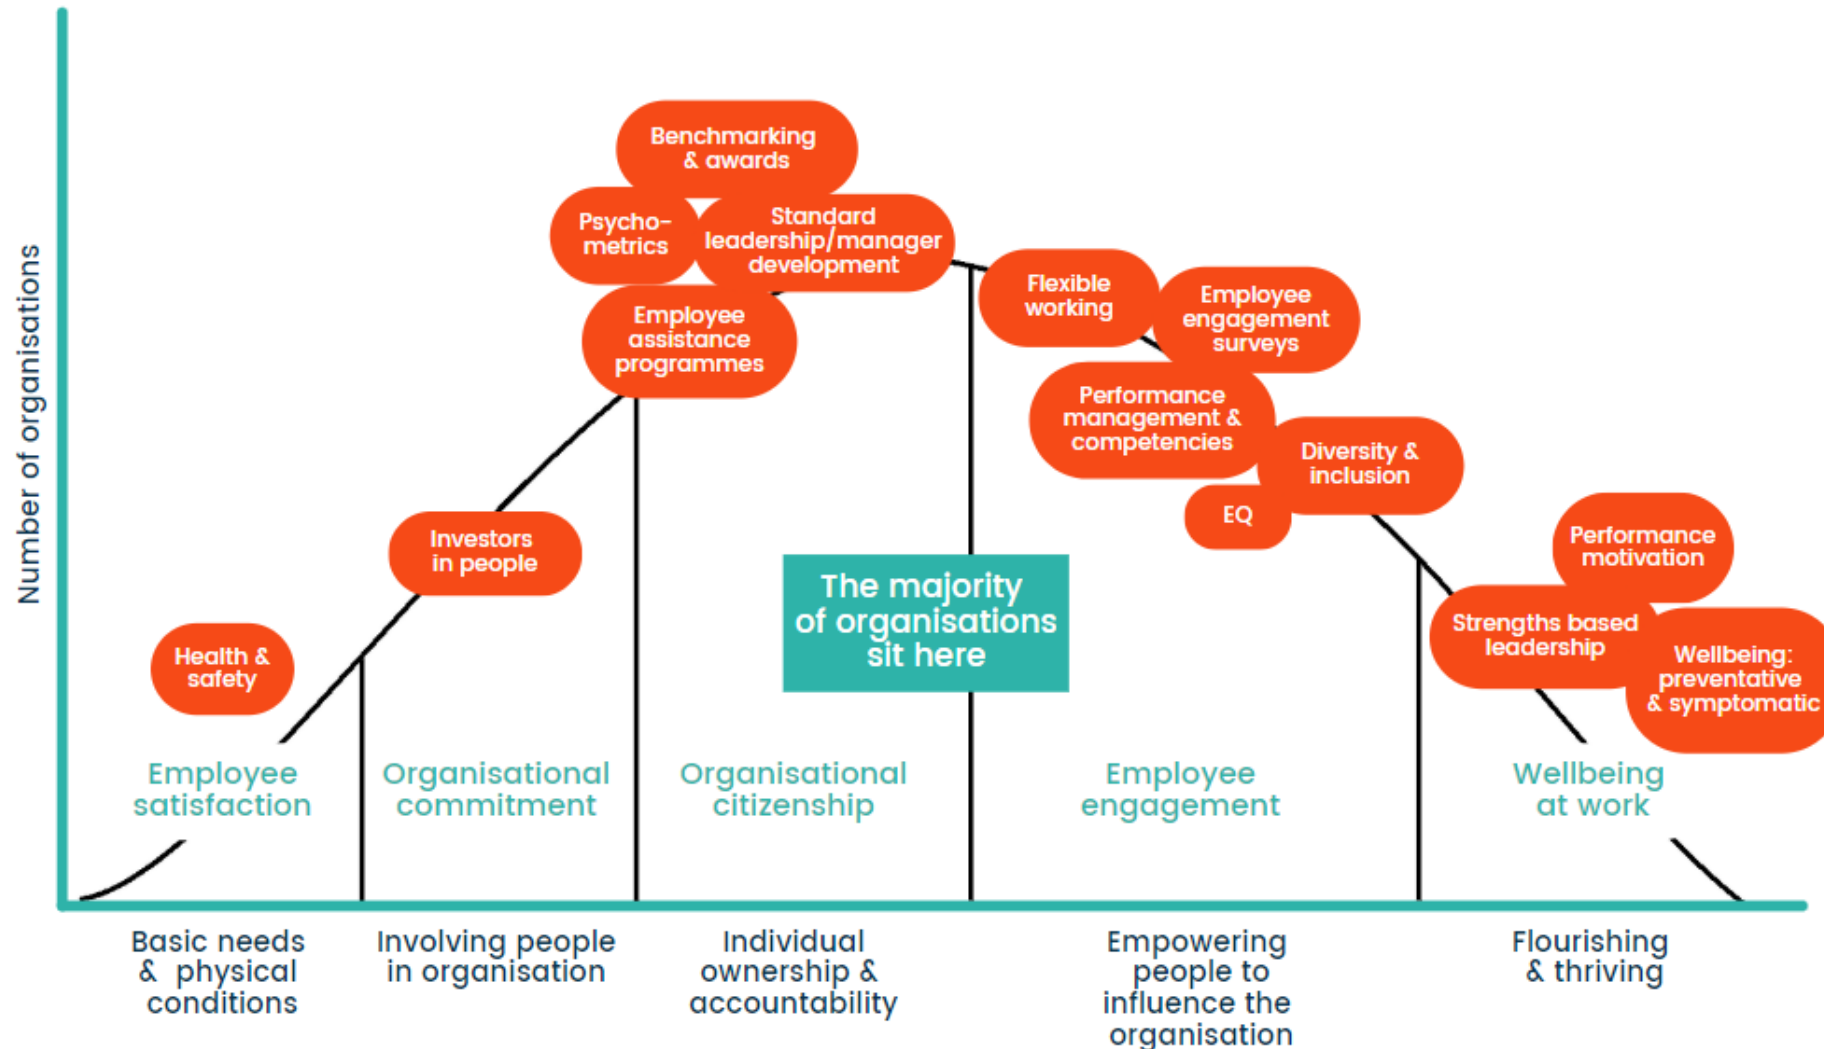 Number of organisations
Benchmarking
& awards
Psycho-
metrics
Standard
leadership/manager
development
Employee
assistance
programmes
Flexible
working
Employee
engagement
surveys
Performance
management &
competencies
Diversity &
inclusion
EQ
Investors
in people
Health &
safety
The majority
of organisations
sit here
Performance
motivation
Strengths based
leadership
Wellbeing:
preventative
& symptomatic
Employee
satisfaction
Organisational
commitment
Organisational
citizenship
Employee
engagement
Wellbeing
at work
Basic needs
& physical
conditions
Involving people
in organisation
Individual
ownership &
accountability
Empowering
people to
influence the
organisation
Flourishing
& thriving